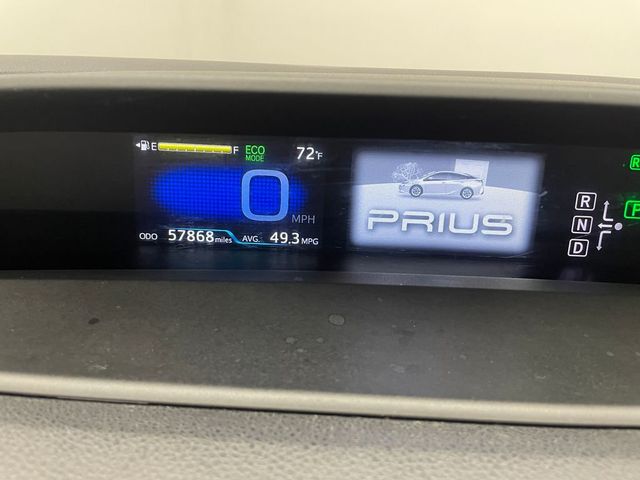 E F ECO MODE 72°F
0 MPH
ODO 57868 miles AVG. 49.3 MPG
PRIUS
R
N
D
R
P